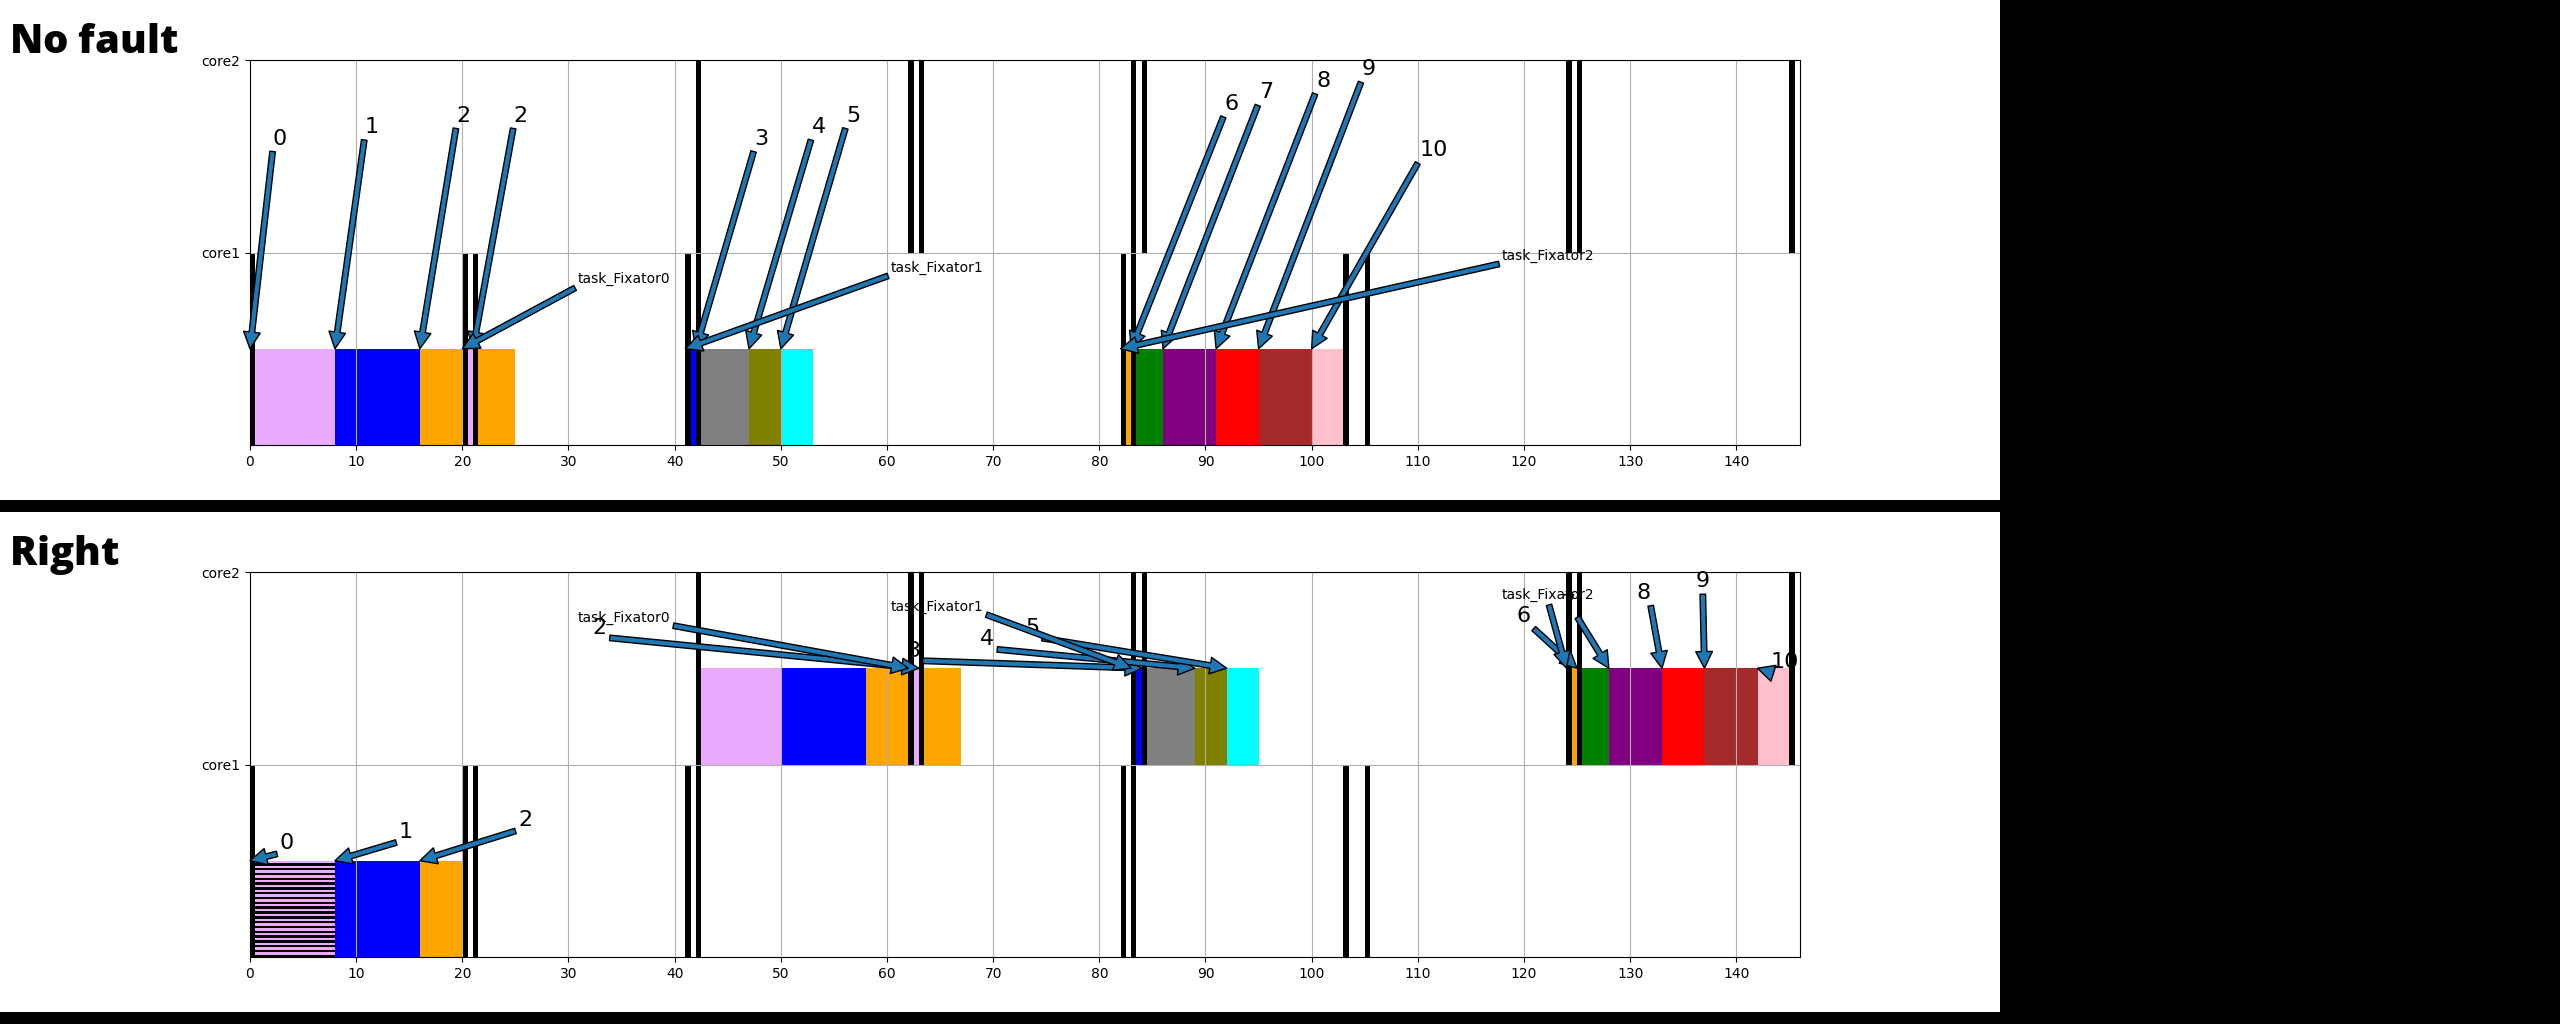 No fault
core2
9
8
7
6
2 2 5
1 4
0 3
10
core1
task_Fixator2
task_Fixator1
task_Fixator0
0 10 20 30 40 50 60 70 80 90 100 110 120 130 140
Right
core2
9
8
task_Fixator2
task_Fixator1
6
task_Fixator0
2 5
4
3
10
core1
2
1
0
0 10 20 30 40 50 60 70 80 90 100 110 120 130 140